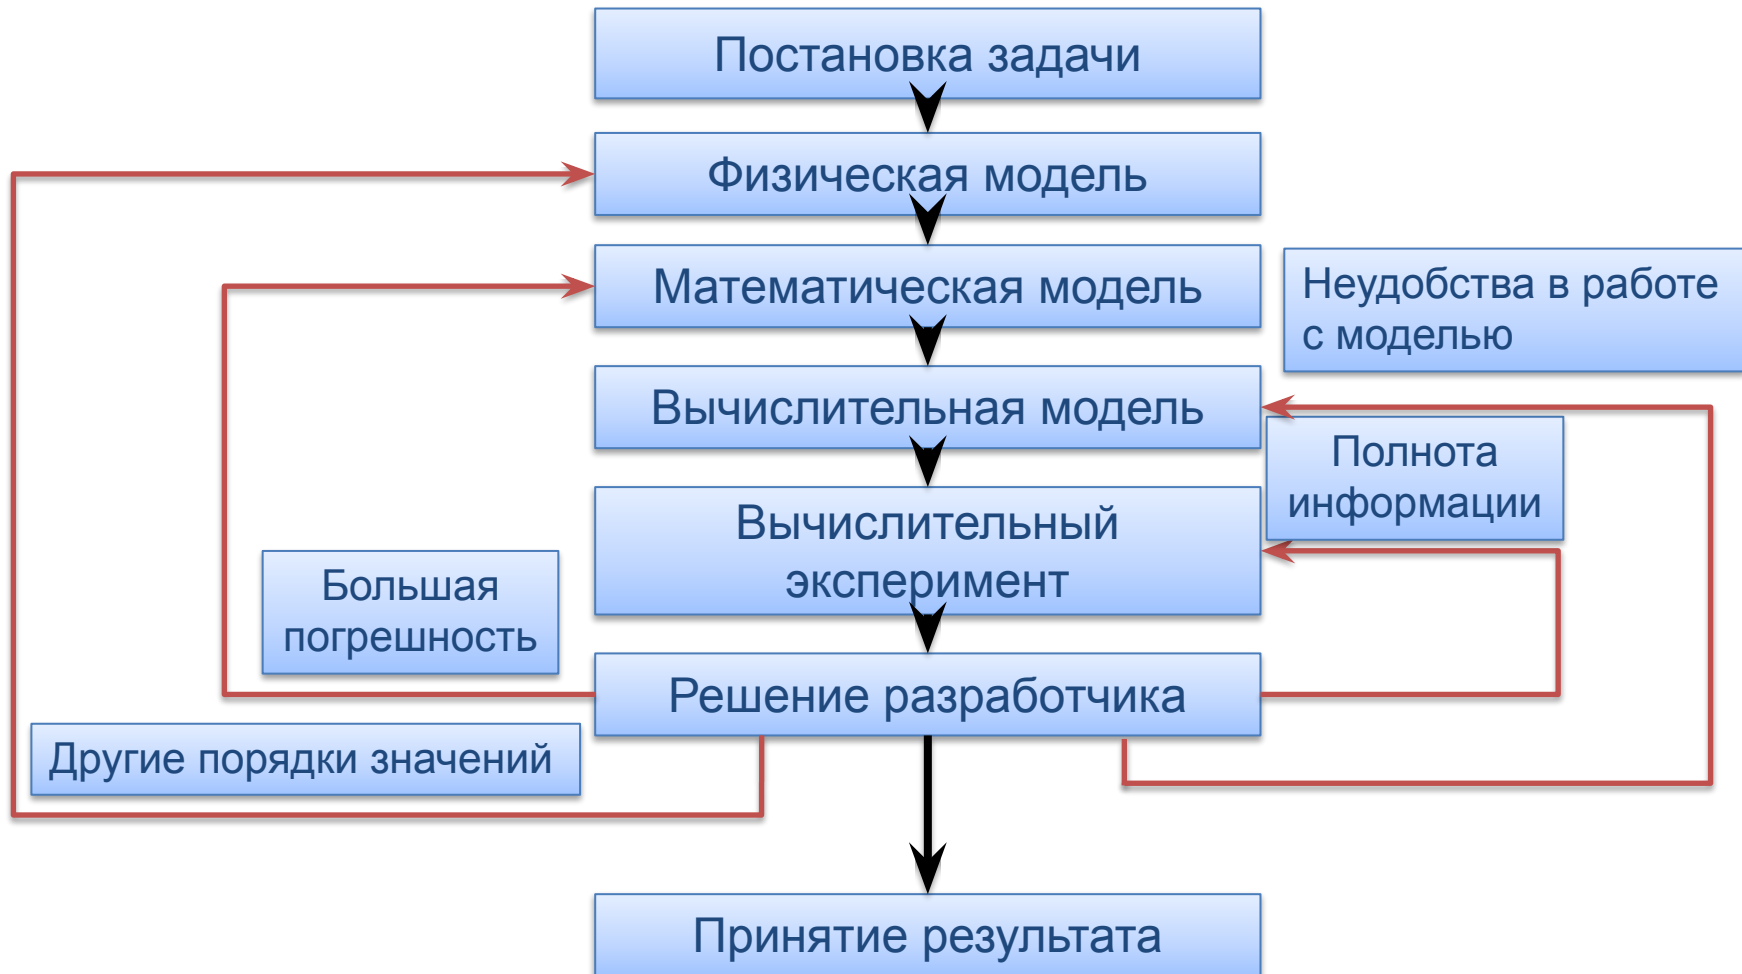 Постановка задачи
Физическая модель
Математическая модель
Неудобства в работе
с моделью
Вычислительная модель
Полнота
информации
Вычислительный
эксперимент
Большая
погрешность
Решение разработчика
Другие порядки значений
Принятие результата